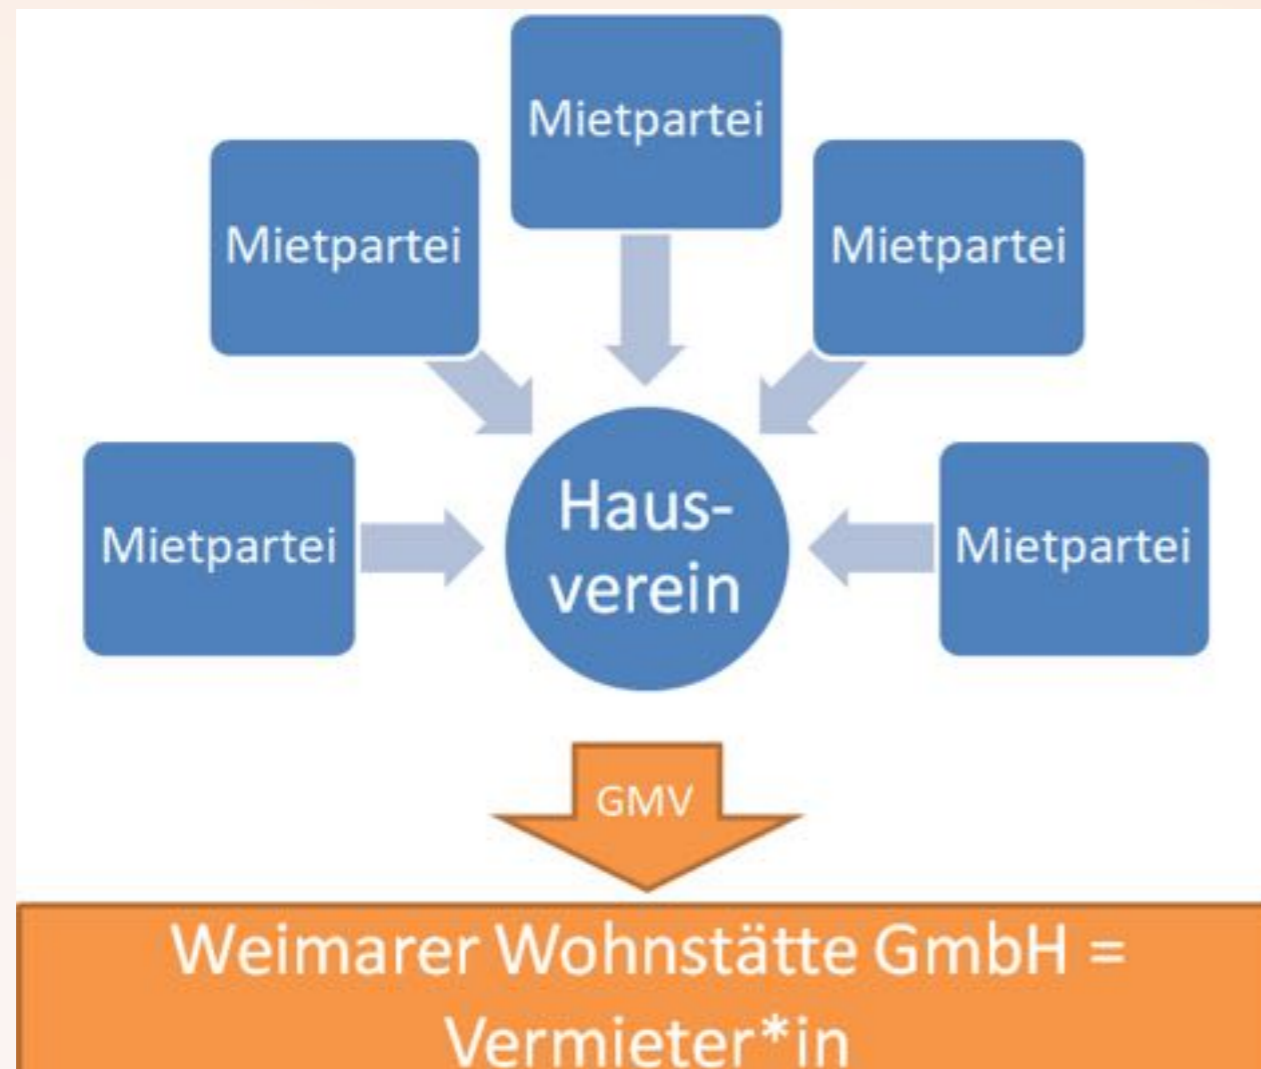 Mietpartei
Mietpartei
Mietpartei
Mietpartei
Haus-
verein
Mietpartei
GMV
Weimarer Wohnstätte GmbH =
Vermieter*in